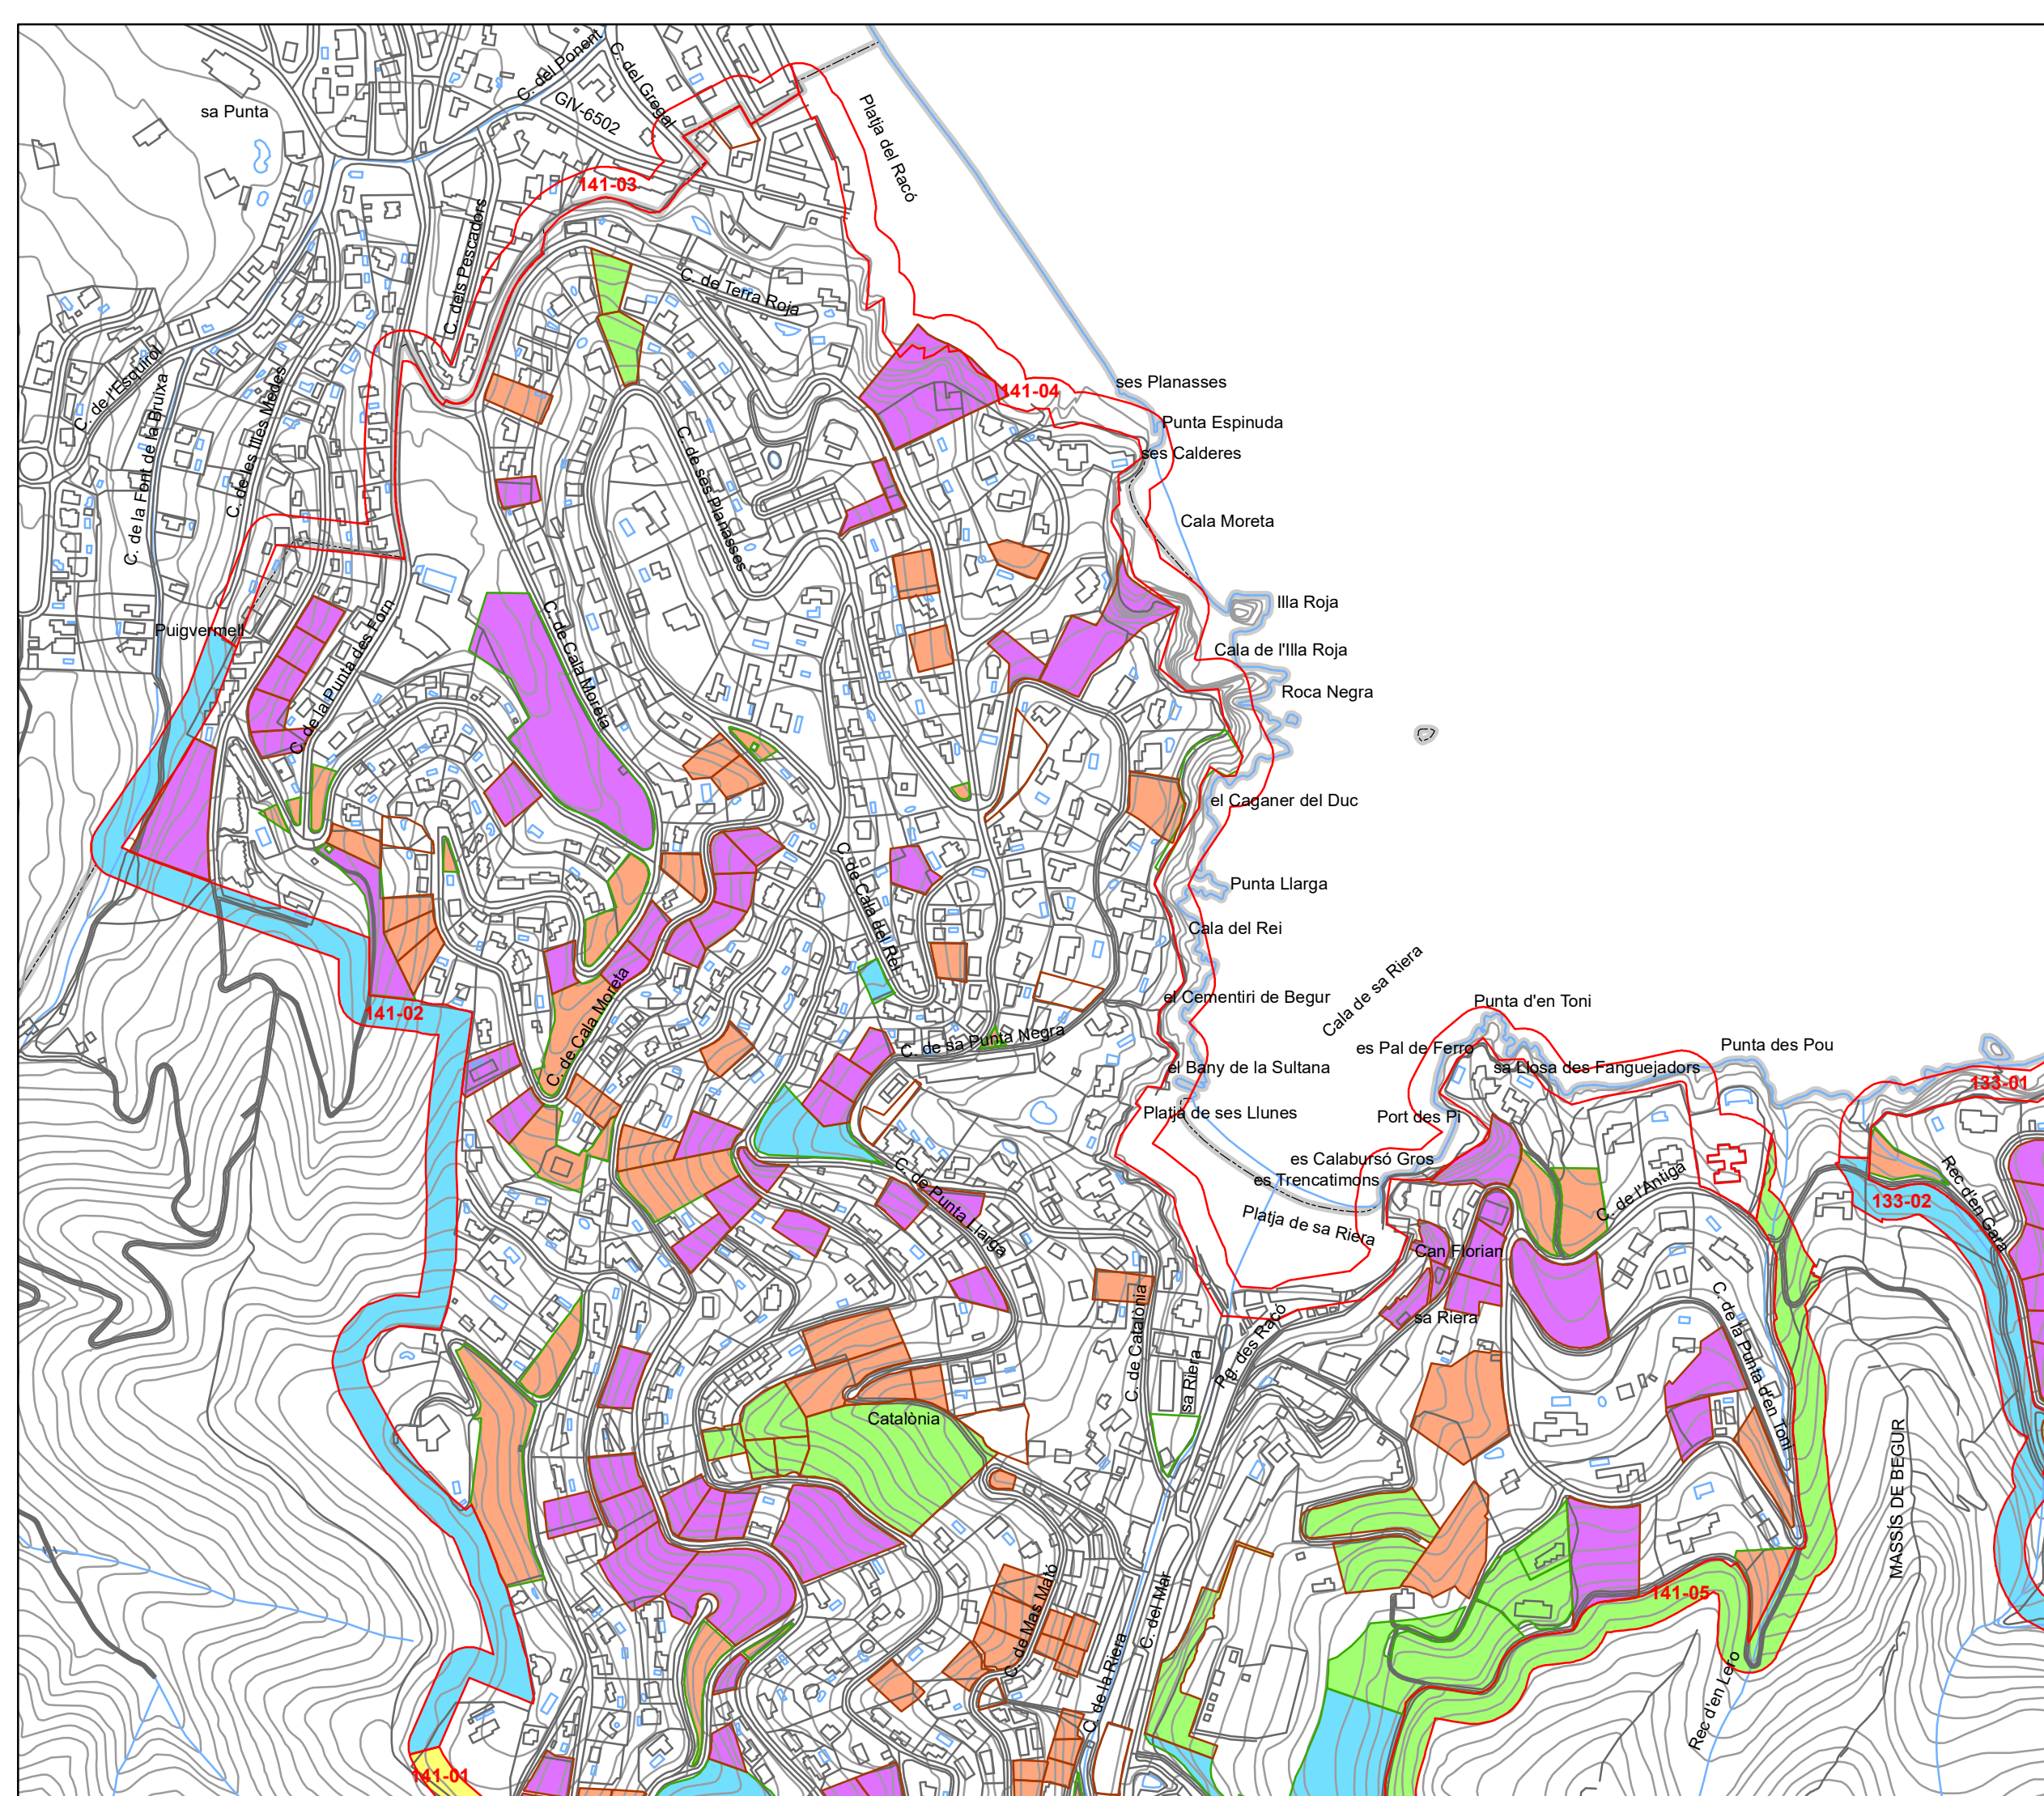 C. del Ponent
C. del Gregal
GIV-6502
sa Punta
Platja del Racó
141-03
C. dels Pescadors
C. de Terra Roja
C. de l'Esquirol
C. de la Font de la Bruixa
C. de les Illes Medes
141-04
ses Planasses
Punta Espinuda
ses Calderes
C. de ses Planasses
Cala Moreta
Illa Roja
Puigvermell
C. de la Punta des Forn
C. de Cala Moreta
Cala de l'Illa Roja
Roca Negra
el Caganer del Duc
C. de Cala del Rei
Punta Llarga
Cala del Rei
Cala de sa Riera
el Cementiri de Begur
Punta d'en Toni
141-02
C. de Cala Moreta
C. de sa Punta Negra
es Pal de Ferro
Punta des Pou
el Bany de la Sultana
sa Llosa des Fanguejadors
133-01
Platja de ses Llunes
Port des Pi
es Calabursó Gros
es Trencatimons
C. de Punta Llarga
C. de l'Antiga
Rec d'en Gara
133-02
Platja de sa Riera
Can Florian
sa Riera
C. de Catalònia
Pg. des Racó
sa Riera
C. de la Punta d'en Toni
Catalònia
MASSÍS DE BEGUR
C. de Mas Mató
C. del Mar
C. de la Riera
141-05
Rec d'en Lero
141-01